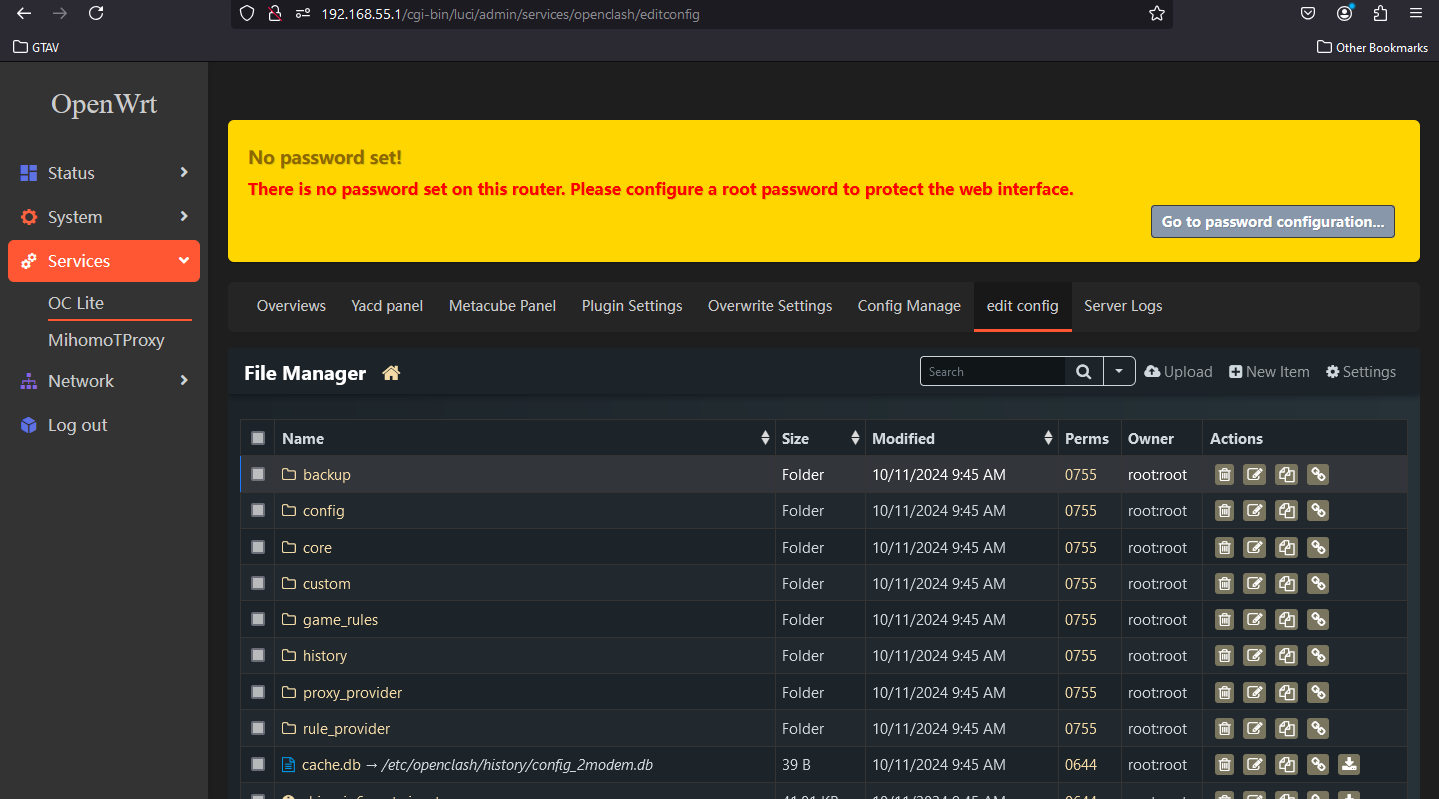 192.168.55.1/cgi-bin/luci/admin/services/openclash/editconfig
GTAV
Other Bookmarks
OpenWrt
Status
System
Services
OC Lite
MihomoTProxy
Network
Log out
No password set!
There is no password set on this router. Please configure a root password to protect the web interface.
Go to password configuration...
Overviews Yacd panel Metacube Panel Plugin Settings Overwrite Settings Config Manage edit config Server Logs
File Manager Search Upload New Item Settings
Name Size Modified Perms Owner Actions
backup Folder 10/11/2024 9:45 AM 0755 root:root
config Folder 10/11/2024 9:45 AM 0755 root:root
core Folder 10/11/2024 9:45 AM 0755 root:root
custom Folder 10/11/2024 9:45 AM 0755 root:root
game_rules Folder 10/11/2024 9:45 AM 0755 root:root
history Folder 10/11/2024 9:45 AM 0755 root:root
proxy_provider Folder 10/11/2024 9:45 AM 0755 root:root
rule_provider Folder 10/11/2024 9:45 AM 0755 root:root
cache.db → /etc/openclash/history/config_2modem.db 39 B 10/11/2024 9:45 AM 0644 root:root